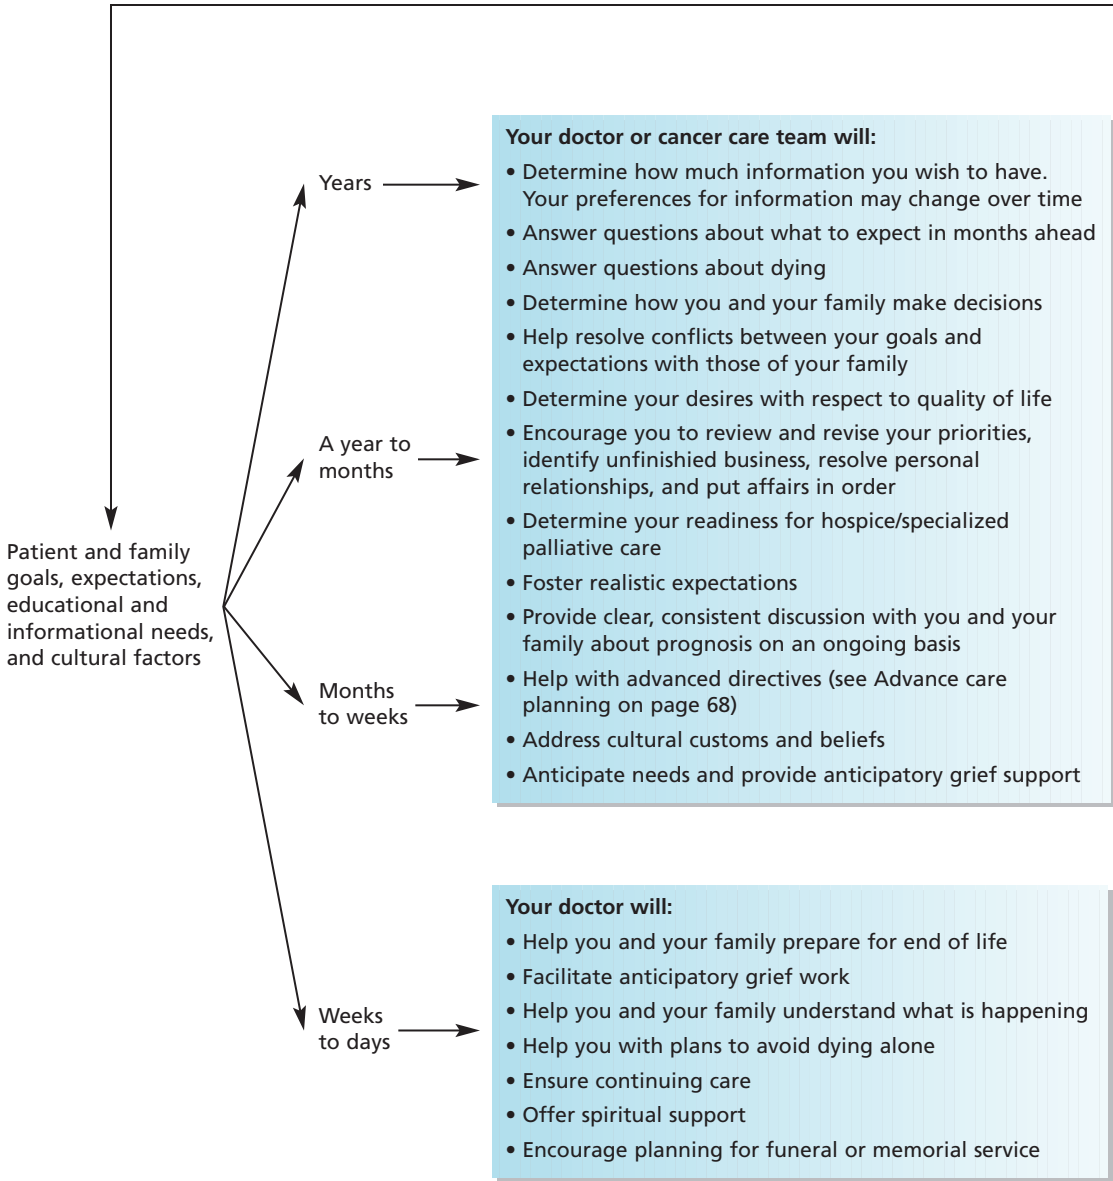 Patient and family
goals, expectations,
educational and
informational needs,
and cultural factors
Years
A year to
months
Months
to weeks
Weeks
to days
Your doctor or cancer care team will:
• Determine how much information you wish to have.
Your preferences for information may change over time
• Answer questions about what to expect in months ahead
• Answer questions about dying
• Determine how you and your family make decisions
• Help resolve conflicts between your goals and
expectations with those of your family
• Determine your desires with respect to quality of life
• Encourage you to review and revise your priorities,
identify unfinishied business, resolve personal
relationships, and put affairs in order
• Determine your readiness for hospice/specialized
palliative care
• Foster realistic expectations
• Provide clear, consistent discussion with you and your
family about prognosis on an ongoing basis
• Help with advanced directives (see Advance care
planning on page 68)
• Address cultural customs and beliefs
• Anticipate needs and provide anticipatory grief support
Your doctor will:
• Help you and your family prepare for end of life
• Facilitate anticipatory grief work
• Help you and your family understand what is happening
• Help you with plans to avoid dying alone
• Ensure continuing care
• Offer spiritual support
• Encourage planning for funeral or memorial service